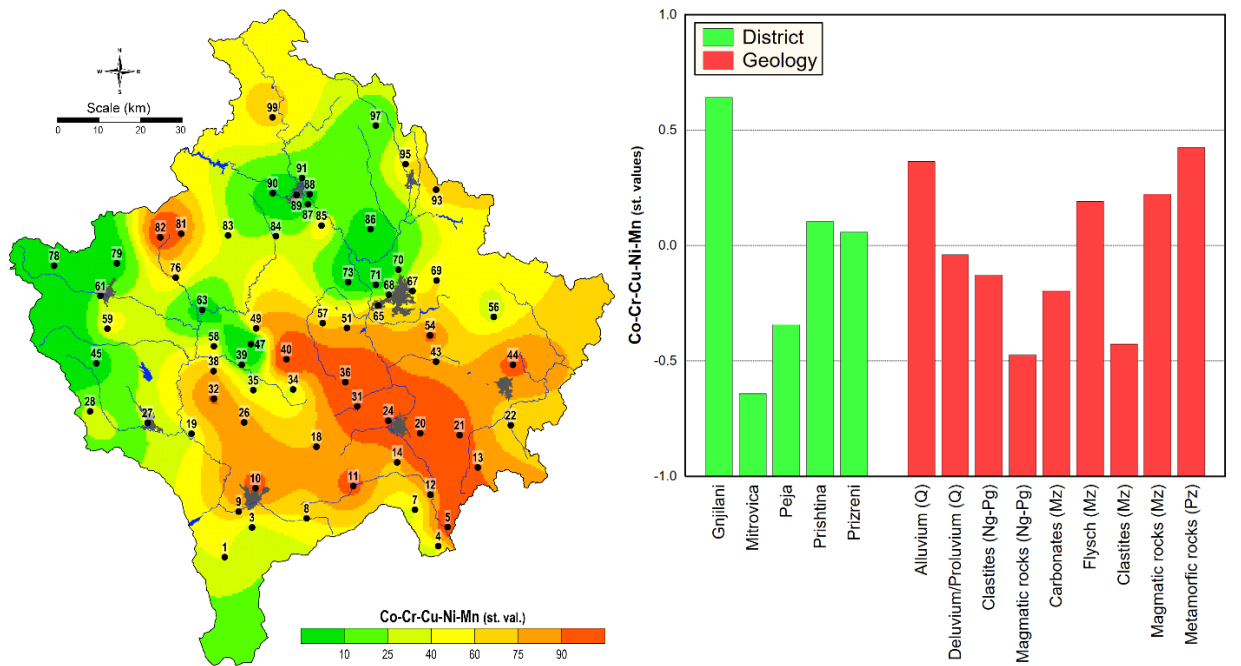 N
W E
S
Scale (km)
0 10 20 30
99
97
95
91
90 88
93
89
87
85
86
82 81
83 84
78 79
76
73 71 70
69
61
68 67
63
65
56
59
49
57 51
54
58
47
39
40
43
44
45
38
36
35 34
32
31
28
27
26
24
20 21
22
19
18
14
13
11
10
12
9
8
7
3
5
4
1
Co-Cr-Cu-Ni-Mn (st. val.)
10 25 40 60 75 90
Co-Cr-Cu-Ni-Mn (st. values)
1.0
0.5
0.0
-0.5
-1.0
District
Geology
Gnjilani
Mitrovica
Peja
Prishtina
Prizreni
Alluvium (Q)
Deluvium/Proluvium (Q)
Clastites (Ng-Pg)
Magmatic rocks (Ng-Pg)
Carbonates (Mz)
Flysch (Mz)
Clastites (Mz)
Magmatic rocks (Mz)
Metamorfic rocks (Pz)